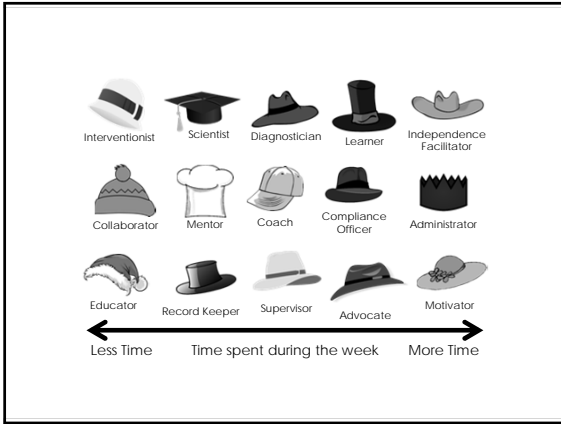 Interventionist Scientist Diagnostician Learner Independence
Facilitator
Collaborator Mentor Coach Compliance
Officer Administrator
Educator Record Keeper Supervisor Advocate Motivator
Less Time Time spent during the week More Time